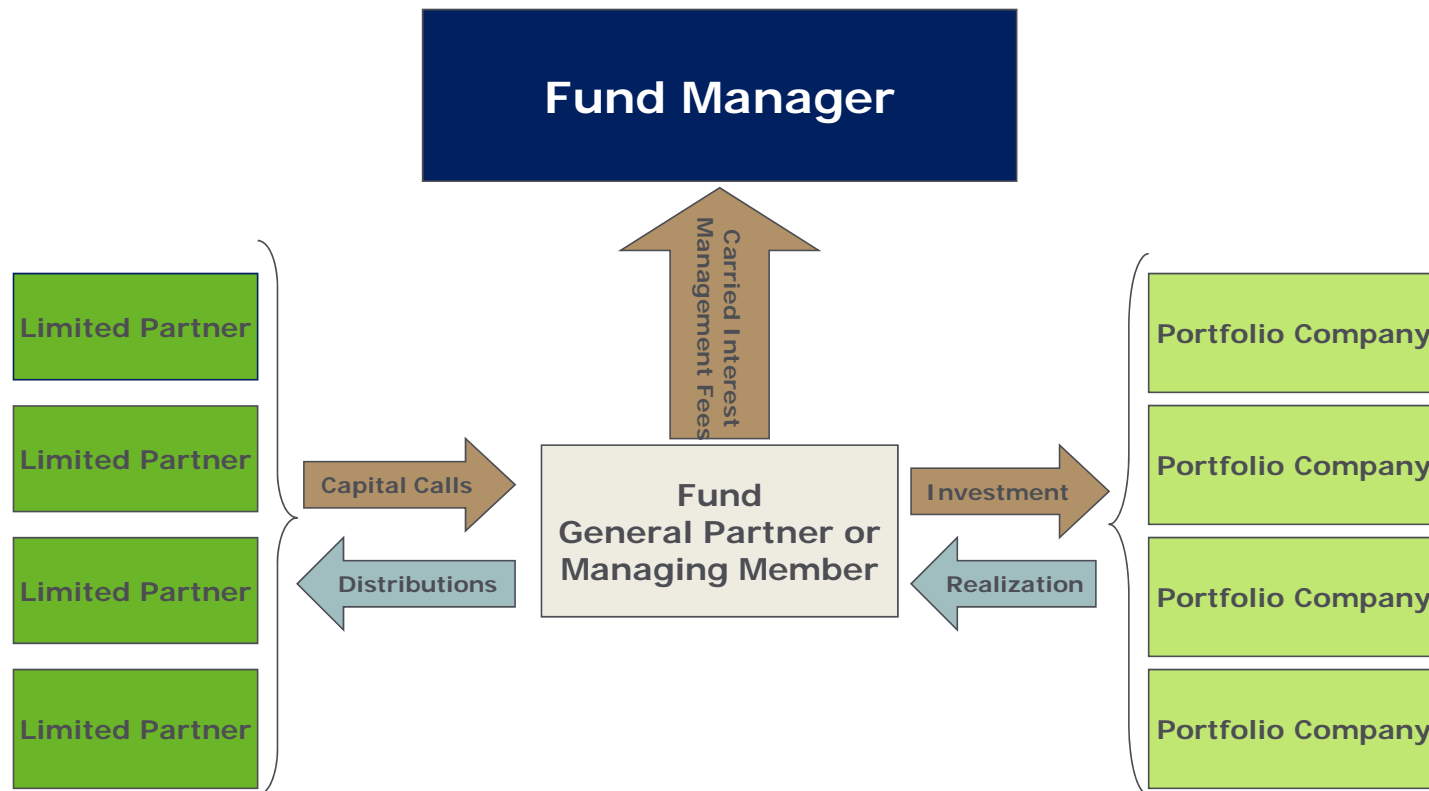 Fund Manager
Carried Interest
Management Fees
Limited Partner
Limited Partner
Limited Partner
Limited Partner
Capital Calls
Distributions
Fund
General Partner or
Managing Member
Investment
Realization
Portfolio Company
Portfolio Company
Portfolio Company
Portfolio Company